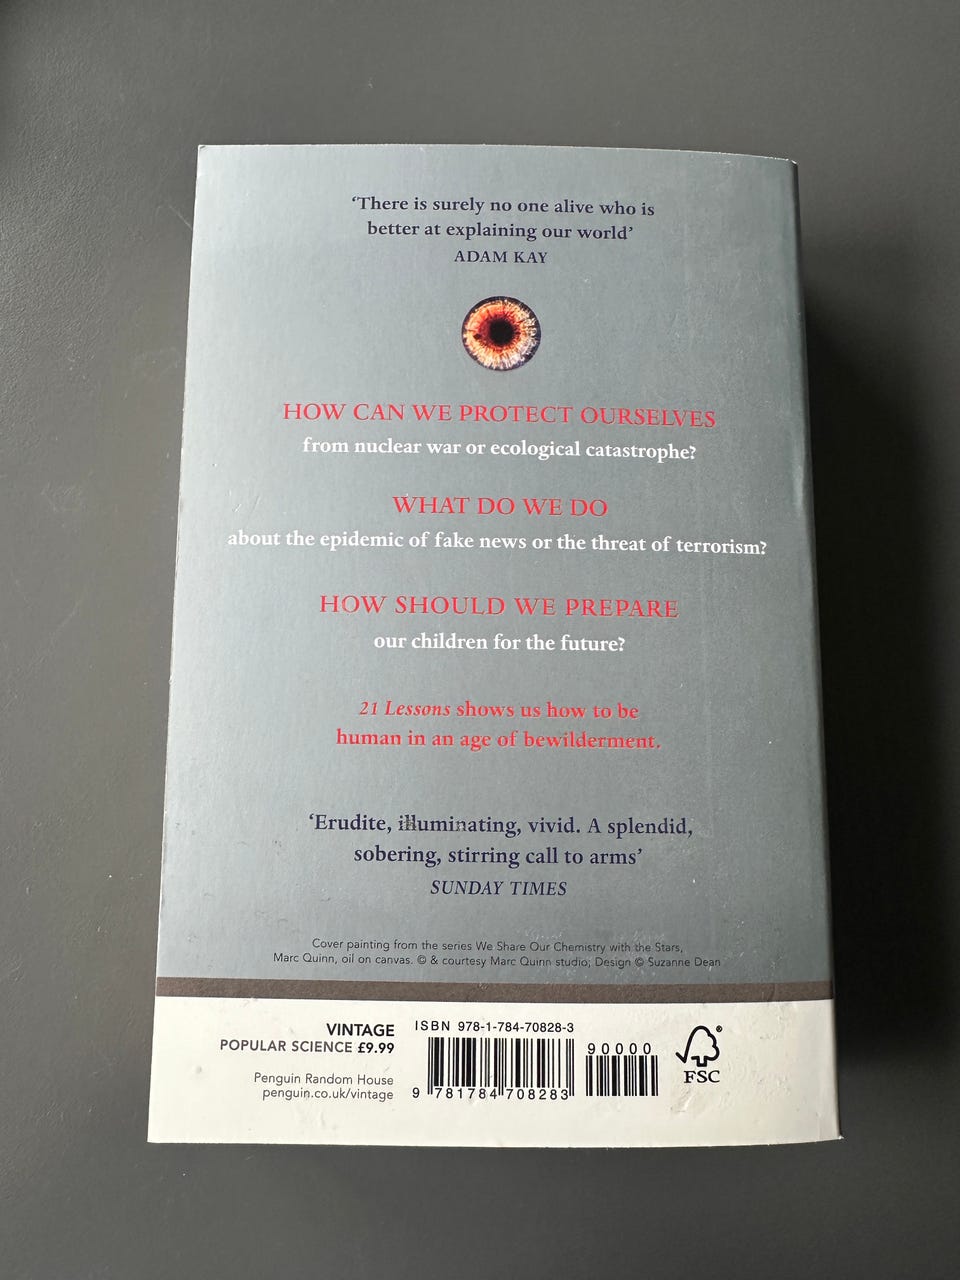 ‘There is surely no one alive who is
better at explaining our world’
ADAM KAY
HOW CAN WE PROTECT OURSELVES
from nuclear war or ecological catastrophe?
WHAT DO WE DO
about the epidemic of fake news or the threat of terrorism?
HOW SHOULD WE PREPARE
our children for the future?
21 Lessons shows us how to be
human in an age of bewilderment.
‘Erudite, illuminating, vivid. A splendid,
sobering, stirring call to arms’
SUNDAY TIMES
Cover painting from the series We Share Our Chemistry with the Stars,
Marc Quinn, oil on canvas. © & courtesy Marc Quinn studio; Design © Suzanne Dean
VINTAGE
POPULAR SCIENCE £9.99
Penguin Random House
penguin.co.uk/vintage
ISBN 978-1-784-70828-3
90000
9 781784 708283
®
FSC